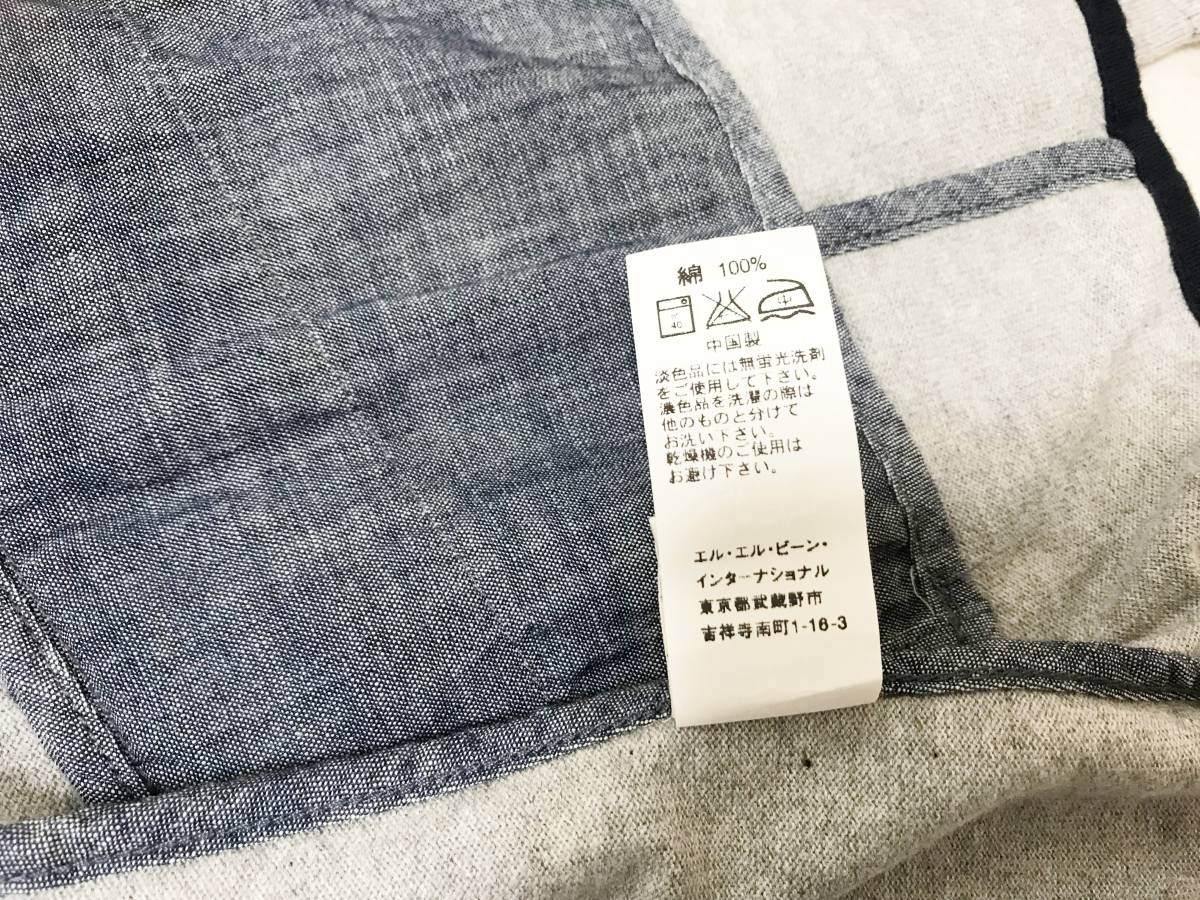 綿 100%
40
中
中国製
淡色品には無蛍光洗剤
をご使用して下さい。
濃色品を洗濯の際は
他のものと分けて
お洗い下さい。
乾燥機のご使用は
お避け下さい。
エル・エル・ビーン・
インターナショナル
東京都武蔵野市
吉祥寺南町1-16-3